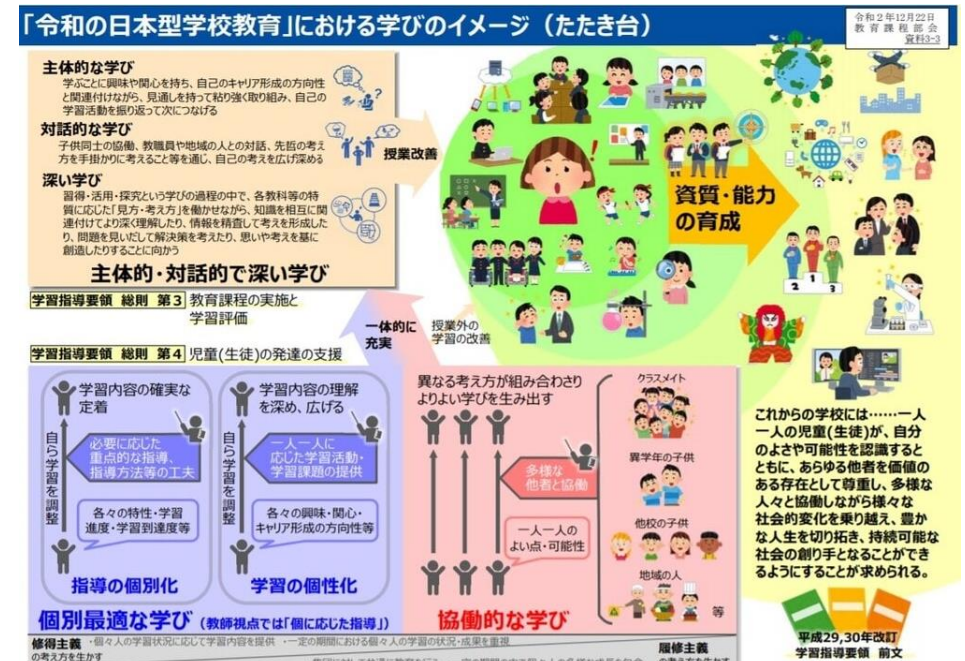 「令和の日本型学校教育」における学びのイメージ（たたき台）
令和２年12月22日
教育課程部会
資料3-3
主体的な学び
学ぶことに興味や関心を持ち、自己のキャリア形成の方向性
と関連付けながら、見通しを持って粘り強く取り組み、自己の
学習活動を振り返って次につなげる
対話的な学び
子供同士の協働、教職員や地域の人との対話、先哲の考え
方を手掛かりに考えること等を通じ、自己の考えを広げ深める
深い学び
習得・活用・探究という学びの過程の中で、各教科等の特
質に応じた「見方・考え方」を働かせながら、知識を相互に関
連付けてより深く理解したり、情報を精査して考えを形成した
り、問題を見いだして解決策を考えたり、思いや考えを基に
創造したりすることに向かう
主体的・対話的で深い学び
授業改善
資質・能力
の育成
学習指導要領 総則 第３ 教育課程の実施と
学習評価
一体的に
充実
授業外の
学習の改善
学習指導要領 総則 第４ 児童(生徒)の発達の支援
学習内容の確実な
定着
自ら学習を調整
必要に応じた
重点的な指導、
指導方法等の工夫
各々の特性・学習
進度・学習到達度等
指導の個別化
学習内容の理解
を深め、広げる
自ら学習を調整
一人一人に
応じた学習活動・
学習課題の提供
各々の興味・関心・
キャリア形成の方向性等
学習の個性化
個別最適な学び（教師視点では「個に応じた指導」）
異なる考え方が組み合わさり
よりよい学びを生み出す
多様な
他者と協働
一人一人の
よい点・可能性
協働的な学び
クラスメイト
異学年の子供
他校の子供
地域の人
等
1
2
3
これからの学校には……一人
一人の児童(生徒)が、自分
のよさや可能性を認識すると
ともに、あらゆる他者を価値の
ある存在として尊重し、多様な
人々と協働しながら様々な
社会的変化を乗り越え、豊か
な人生を切り拓き、持続可能な
社会の創り手となることができ
るようにすることが求められる。
平成29,30年改訂
学習指導要領 前文
修得主義
の考え方を生かす
・個々人の学習状況に応じて学習内容を提供 ・一定の期間における個々人の学習の状況・成果を重視
履修主義